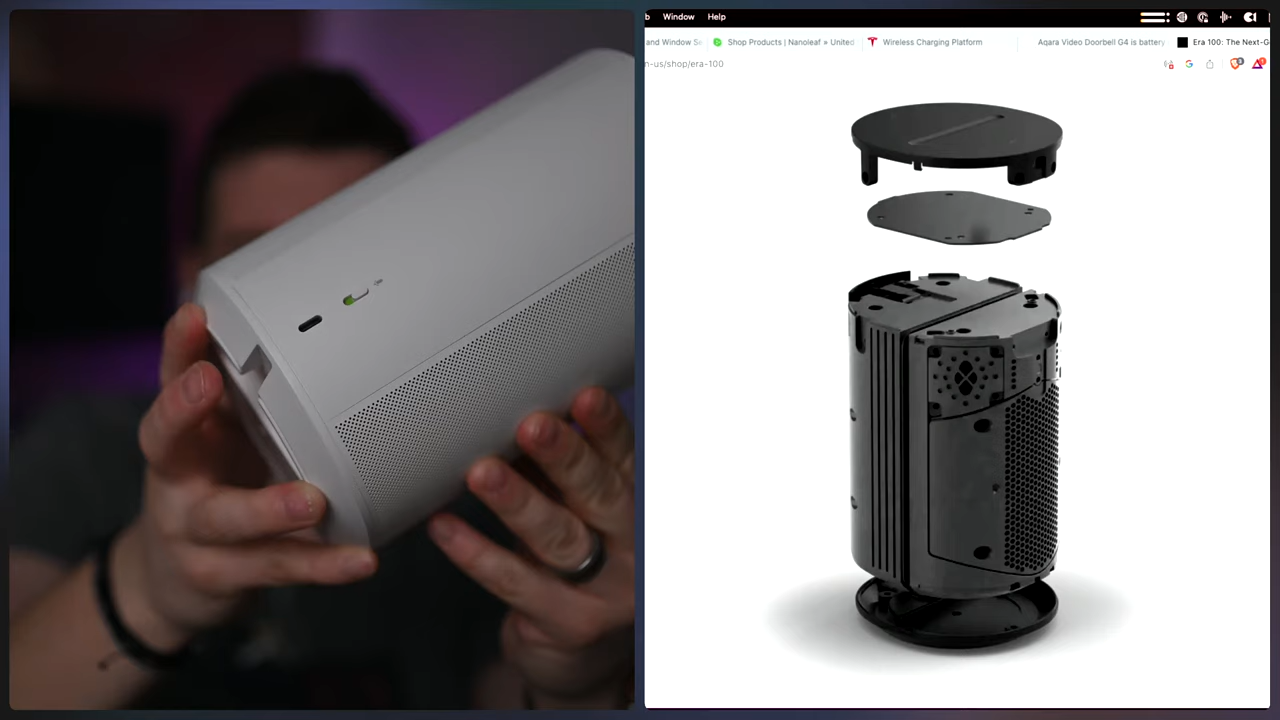 b Window Help
and Window Se Shop Products | Nanoleaf » United Wireless Charging Platform Aqara Video Doorbell G4 is battery Era 100: The Next-G
n-us/shop/era-100